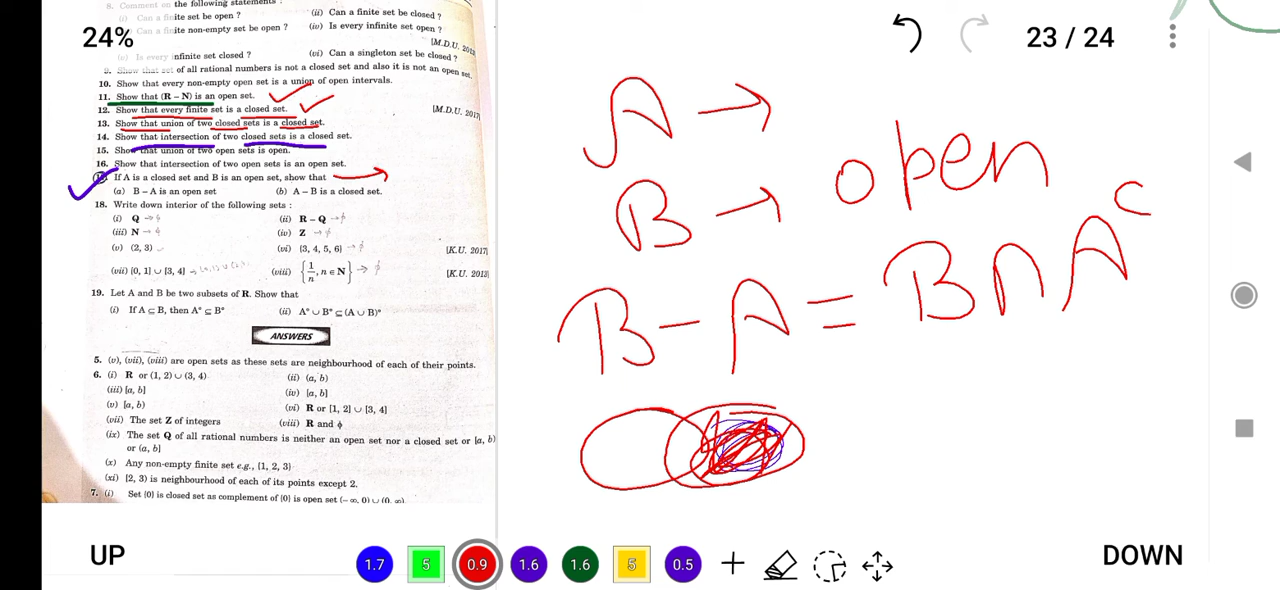 8. Comment on the following statements :
(i) Can a finite set be open ? (ii) Can a finite set be closed ?
24%
Can a finite non-empty set be open ? (iv) Is every infinite set open ?
[M.D.U. 2013
(v) Is every infinite set closed ? (vi) Can a singleton set be closed ?
9. Show that set of all rational numbers is not a closed set and also it is not an open set.
10. Show that every non-empty open set is a union of open intervals.
11. Show that (R – N) is an open set.
12. Show that every finite set is a closed set. [M.D.U. 2017]
13. Show that union of two closed sets is a closed set.
14. Show that intersection of two closed sets is a closed set.
15. Show that union of two open sets is open.
16. Show that intersection of two open sets is an open set.
If A is a closed set and B is an open set, show that
(a) B – A is an open set (b) A – B is a closed set.
18. Write down interior of the following sets :
(i) Q → ϕ (ii) R – Q → ϕ
(iii) N → ϕ (iv) Z → ϕ
(v) (2, 3) (vi) {3, 4, 5, 6} → ϕ [K.U. 2017]
(vii) [0, 1] ∪ [3, 4] (viii) {1/n, n ∈ N} → ϕ [K.U. 2013]
19. Let A and B be two subsets of R. Show that
(i) If A ⊆ B, then A° ⊆ B° (ii) A° ∪ B° ⊆ (A ∪ B)°
ANSWERS
5. (v), (vii), (viii) are open sets as these sets are neighbourhood of each of their points.
6. (i) R or (1, 2) ∪ (3, 4) (ii) (a, b)
(iii) [a, b] (iv) [a, b]
(v) [a, b) (vi) R or [1, 2] ∪ [3, 4]
(vii) The set Z of integers (viii) R and ϕ
(ix) The set Q of all rational numbers is neither an open set nor a closed set or [a, b)
or (a, b]
(x) Any non-empty finite set e.g., {1, 2, 3}
(xi) [2, 3) is neighbourhood of each of its points except 2.
7. (i) Set {0} is closed set as complement of {0} is open set (– ∞, 0) ∪ (0, ∞)
23 / 24
A →
B → open
B – A = B ∩ A^c
UP
1.7 5 0.9 1.6 1.6 5 0.5 +
DOWN